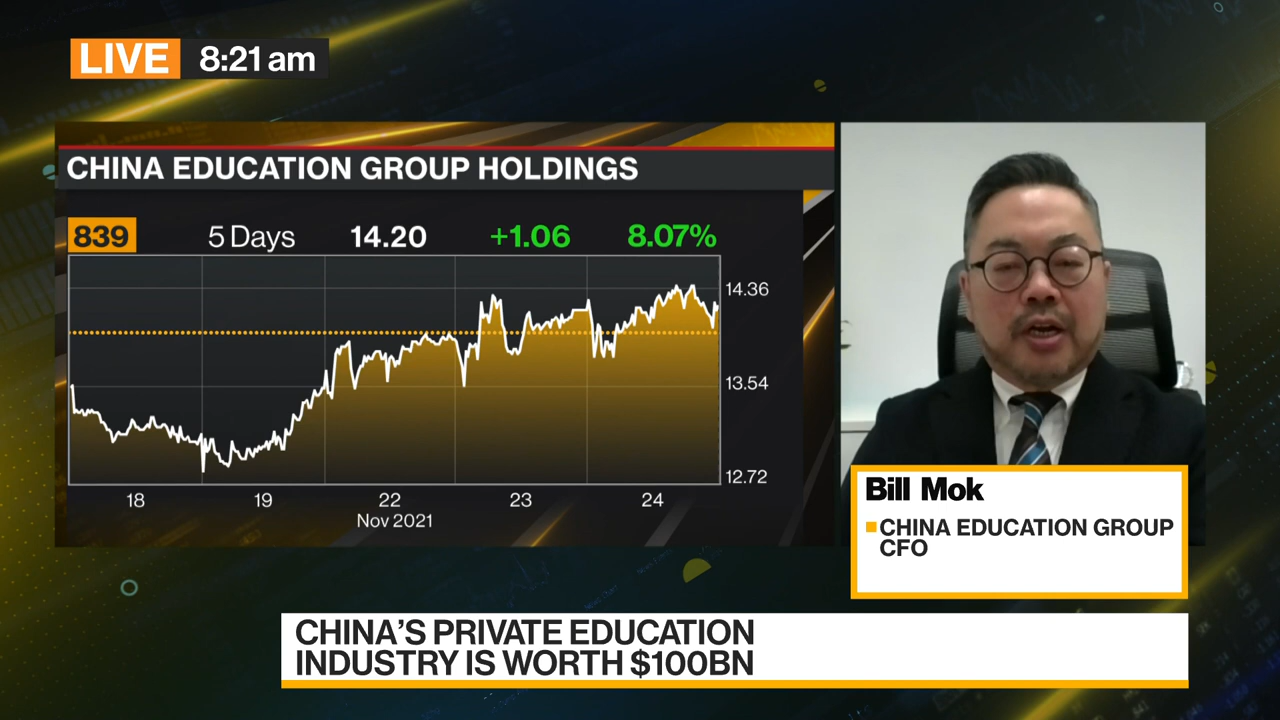 LIVE 8:21 am
CHINA EDUCATION GROUP HOLDINGS
839 5 Days 14.20 +1.06 8.07%
14.36
13.54
12.72
18 19 22 23 24
Nov 2021
Bill Mok
CHINA EDUCATION GROUP
CFO
CHINA'S PRIVATE EDUCATION
INDUSTRY IS WORTH $100BN